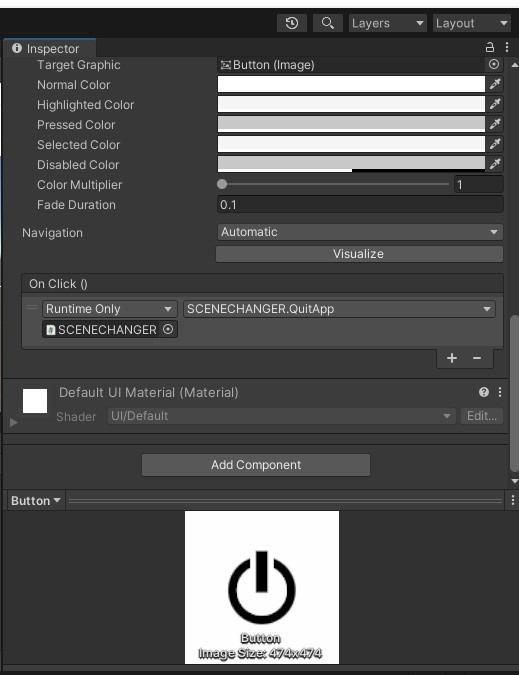 Layers
Layout
Inspector
Target Graphic
Button (Image)
Normal Color
Highlighted Color
Pressed Color
Selected Color
Disabled Color
Color Multiplier
1
Fade Duration
0.1
Navigation
Automatic
Visualize
On Click ()
Runtime Only
SCENECHANGER.QuitApp
SCENECHANGER
Default UI Material (Material)
Shader
UI/Default
Edit...
Add Component
Button
Button
Image Size: 474x474